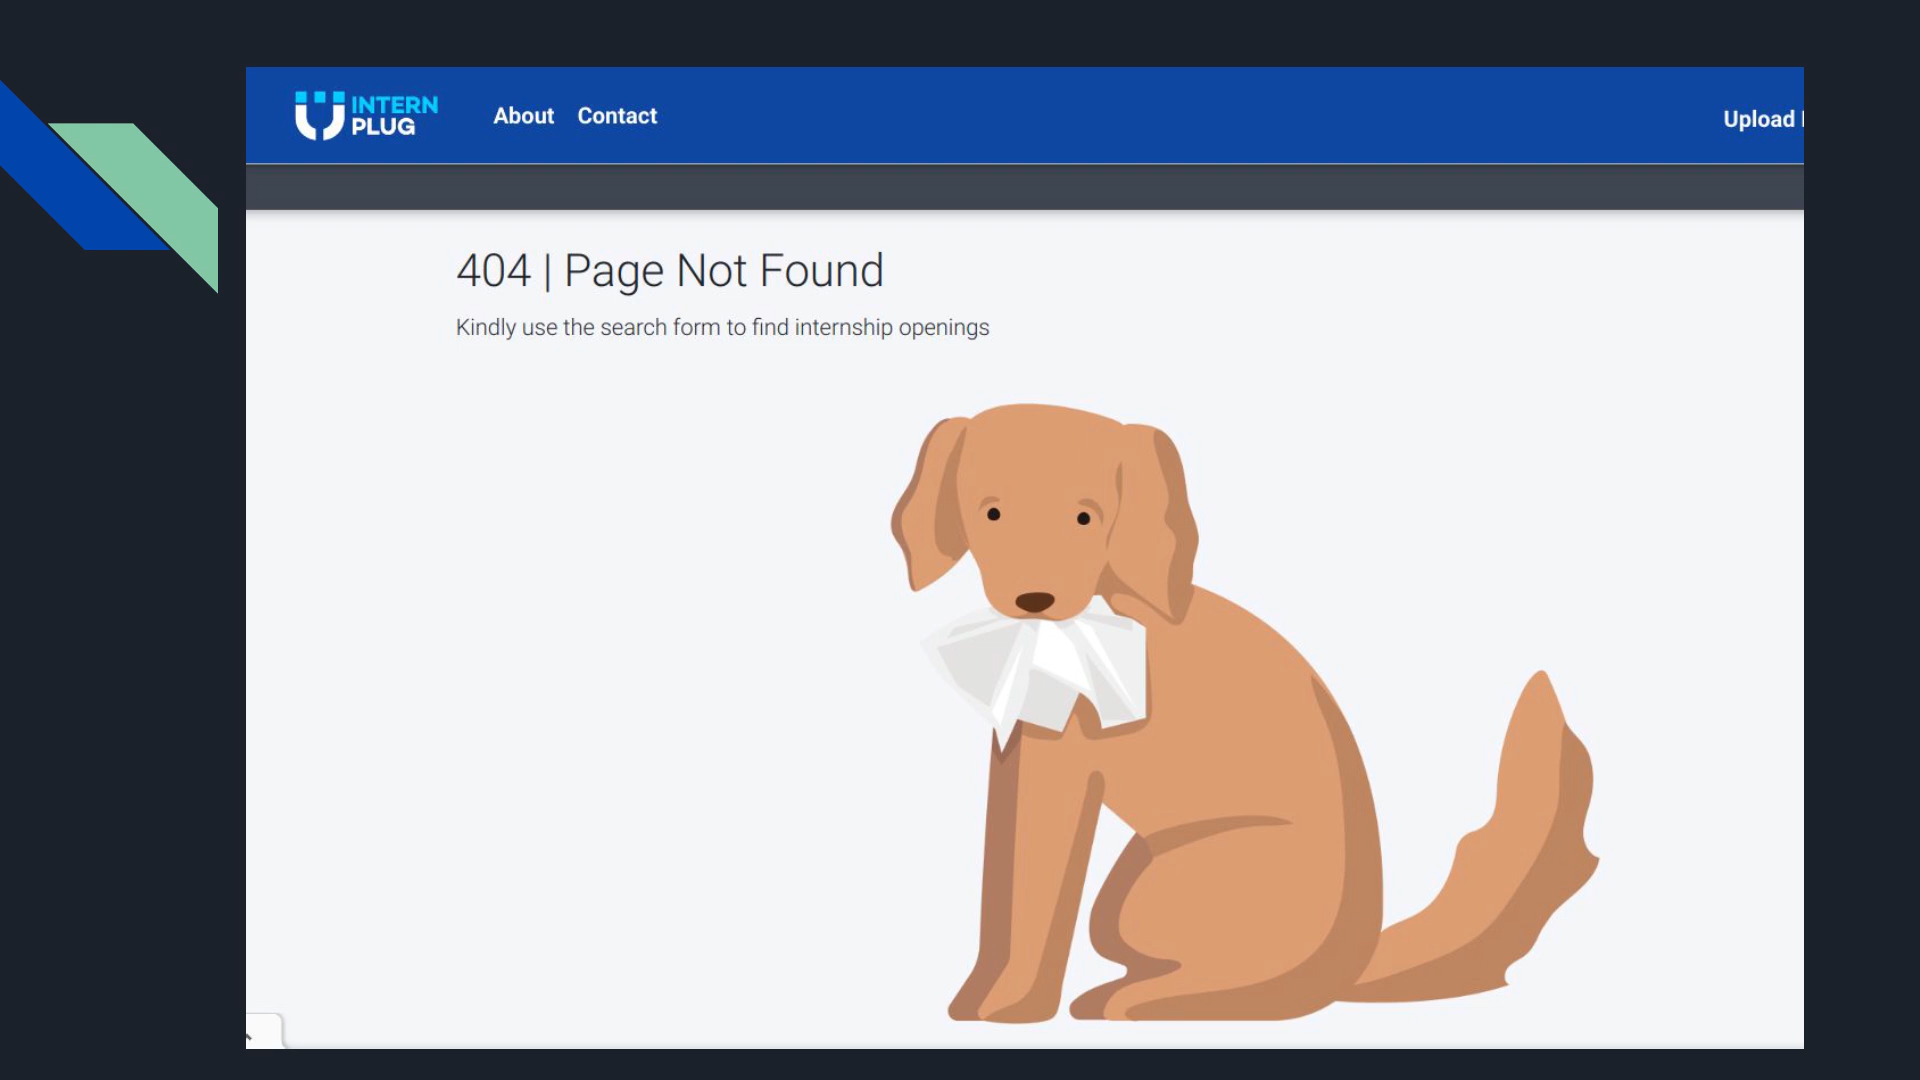 INTERN
PLUG
About
Contact
Upload
404 | Page Not Found
Kindly use the search form to find internship openings